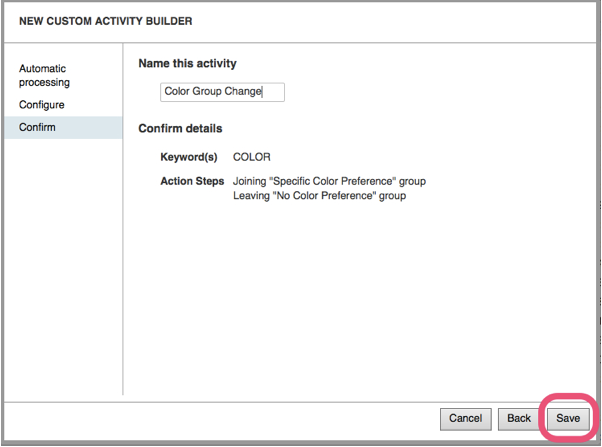 NEW CUSTOM ACTIVITY BUILDER
Automatic
processing
Configure
Confirm
Name this activity
Color Group Change
Confirm details
Keyword(s) COLOR
Action Steps Joining "Specific Color Preference" group
Leaving "No Color Preference" group
Cancel Back Save